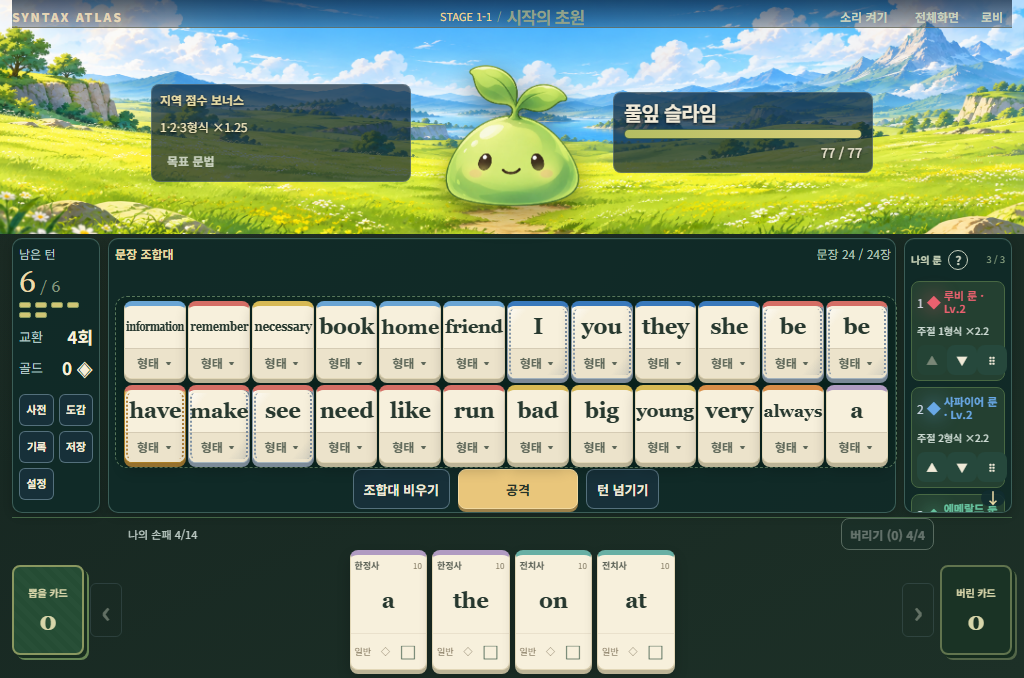 SYNTAX ATLAS
STAGE 1-1 / 시작의 초원
소리 켜기 전체화면 로비
지역 점수 보너스
1·2·3형식 ×1.25
목표 문법
풀잎 슬라임
77 / 77
남은 턴
6 / 6
교환 4회
골드 0
사전 도감
기록 저장
설정
문장 조합대 문장 24 / 24장
information remember necessary book home friend I you they she be be
형태 형태 형태 형태 형태 형태 형태 형태 형태 형태 형태 형태
have make see need like run bad big young very always a
형태 형태 형태 형태 형태 형태 형태 형태 형태 형태 형태 형태
조합대 비우기 공격 턴 넘기기
나의 룬 ? 3 / 3
1 루비 룬 · Lv.2
주절 1형식 ×2.2
2 사파이어 룬 · Lv.2
주절 2형식 ×2.2
에메랄드 룬
나의 손패 4/14
버리기 (0) 4/4
뽑을 카드
0
한정사 10 한정사 10 전치사 10 전치사 10
a the on at
일반 일반 일반 일반
버린 카드
0